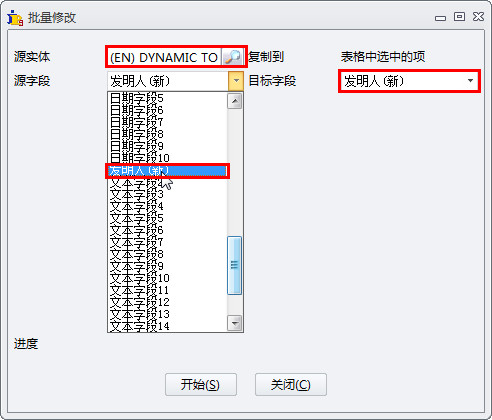 批量修改
源实体 (EN) DYNAMIC TO 复制到 表格中选中的项
源字段 发明人(新) 目标字段 发明人(新)
日期字段5
日期字段6
日期字段7
日期字段8
日期字段9
日期字段10
发明人(新)
文本字段2
文本字段3
文本字段4
文本字段5
文本字段6
文本字段7
文本字段8
文本字段9
文本字段10
文本字段11
文本字段12
文本字段13
文本字段14
进度
开始(S) 关闭(C)